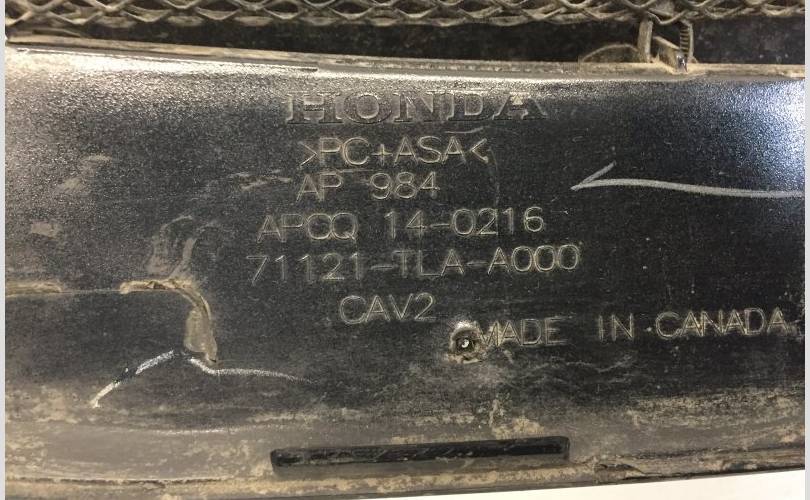 HONDA
>PC+ASA<
AP 984
APCQ 14-0216
71121-TLA-A000
CAV2
MADE IN CANADA